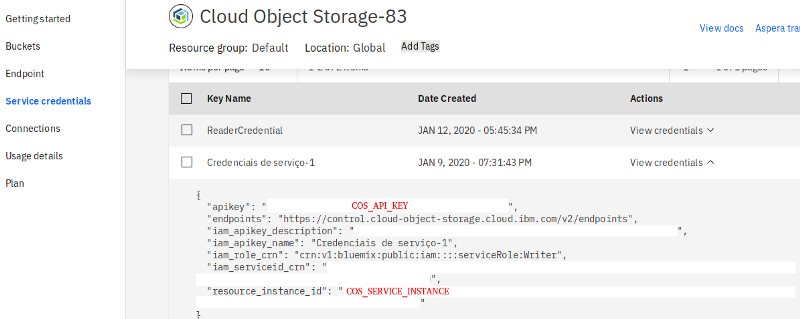 Getting started
Buckets
Endpoint
Service credentials
Connections
Usage details
Plan
Cloud Object Storage-83
View docs Aspera
Resource group: Default Location: Global Add Tags
Key Name Date Created Actions
ReaderCredential JAN 12, 2020 - 05:45:34 PM View credentials
Credenciais de serviço-1 JAN 9, 2020 - 07:31:43 PM View credentials
{
"apikey": " COS_API_KEY ",
"endpoints": "https://control.cloud-object-storage.cloud.ibm.com/v2/endpoints",
"iam_apikey_description": " ",
"iam_apikey_name": "Credenciais de serviço-1",
"iam_role_crn": "crn:v1:bluemix:public:iam::::serviceRole:Writer",
"iam_serviceid_crn": "
",
"resource_instance_id": " COS_SERVICE_INSTANCE
"
}